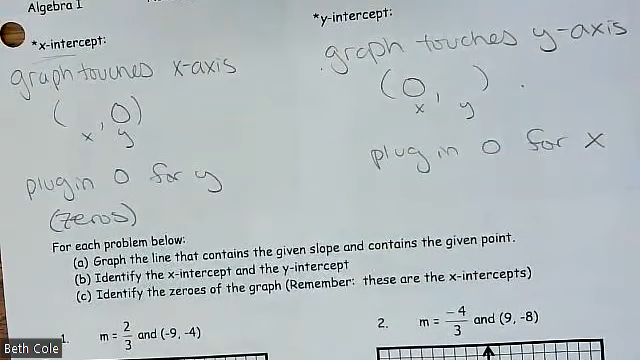 Algebra 1
*x-intercept:
graph touches x-axis
( , 0)
x y
plug in 0 for y
(zeros)
*y-intercept:
graph touches y-axis
(0, )
x y
plug in 0 for x
For each problem below:
(a) Graph the line that contains the given slope and contains the given point.
(b) Identify the x-intercept and the y-intercept
(c) Identify the zeroes of the graph (Remember: these are the x-intercepts)
1. m = 2/3 and (-9, -4)
2. m = -4/3 and (9, -8)
Beth Cole